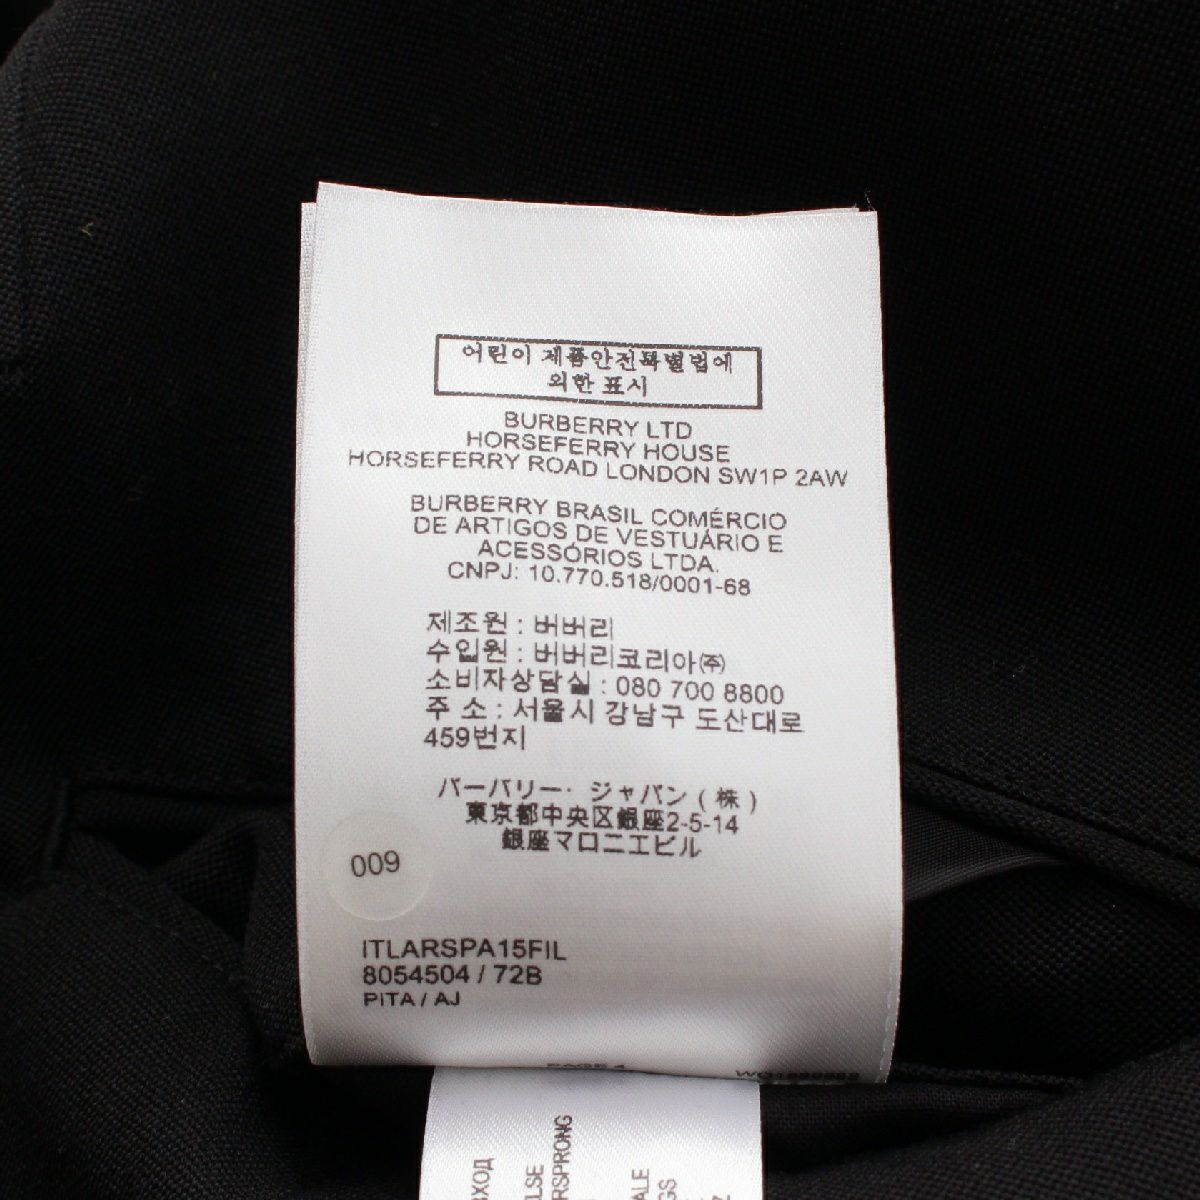 어린이 제품안전특별법에
의한 표시
BURBERRY LTD
HORSEFERRY HOUSE
HORSEFERRY ROAD LONDON SW1P 2AW
BURBERRY BRASIL COMÉRCIO
DE ARTIGOS DE VESTUÁRIO E
ACESSÓRIOS LTDA.
CNPJ: 10.770.518/0001-68
제조원 : 버버리
수입원 : 버버리코리아㈜
소비자상담실 : 080 700 8800
주 소 : 서울시 강남구 도산대로
459번지
バーバリー・ジャパン(株)
東京都中央区銀座2-5-14
銀座マロニエビル
009
ITLARSPA15FIL
8054504 / 72B
PITA / AJ
PAGE 4
ВХОД
RSPRONG